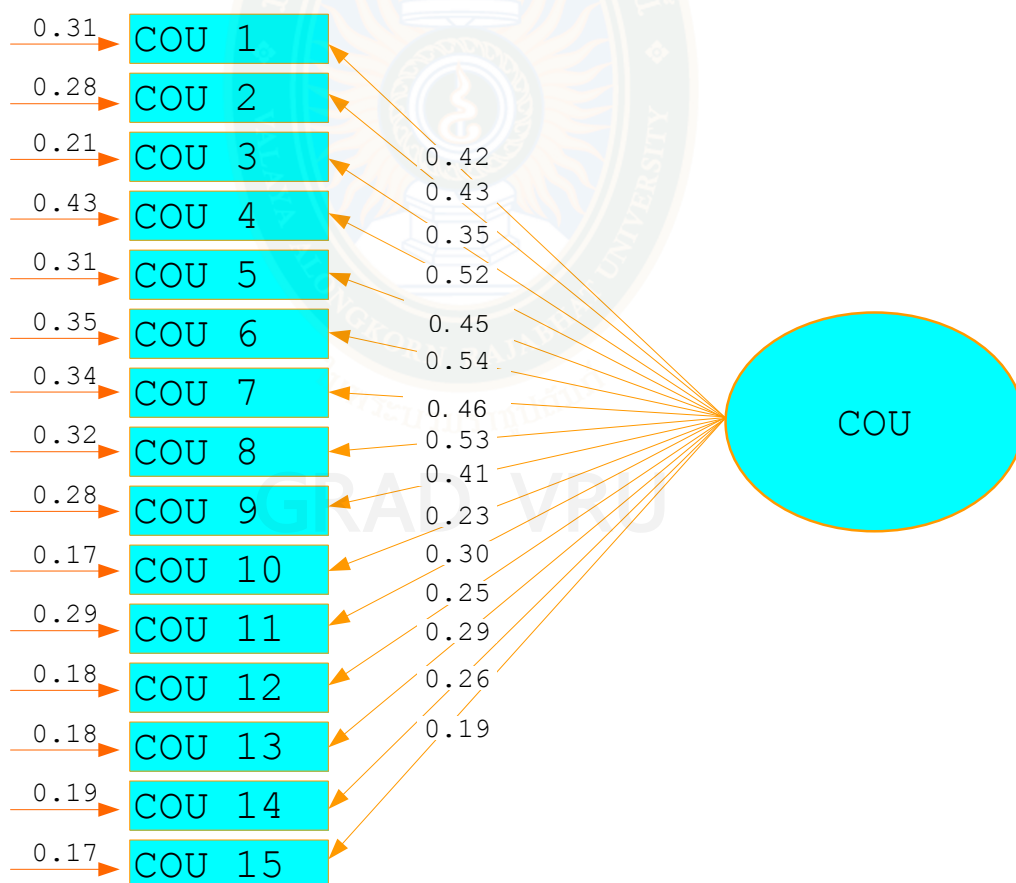 0.31 COU 1
0.28 COU 2
0.21 COU 3
0.43 COU 4
0.31 COU 5
0.35 COU 6
0.34 COU 7
0.32 COU 8
0.28 COU 9
0.17 COU 10
0.29 COU 11
0.18 COU 12
0.18 COU 13
0.19 COU 14
0.17 COU 15
0.42
0.43
0.35
0.52
0.45
0.54
0.46
0.53
0.41
0.23
0.30
0.25
0.29
0.26
0.19
COU
VALAYA ALONGKORN RAJABHAT UNIVERSITY
GRAD VRU